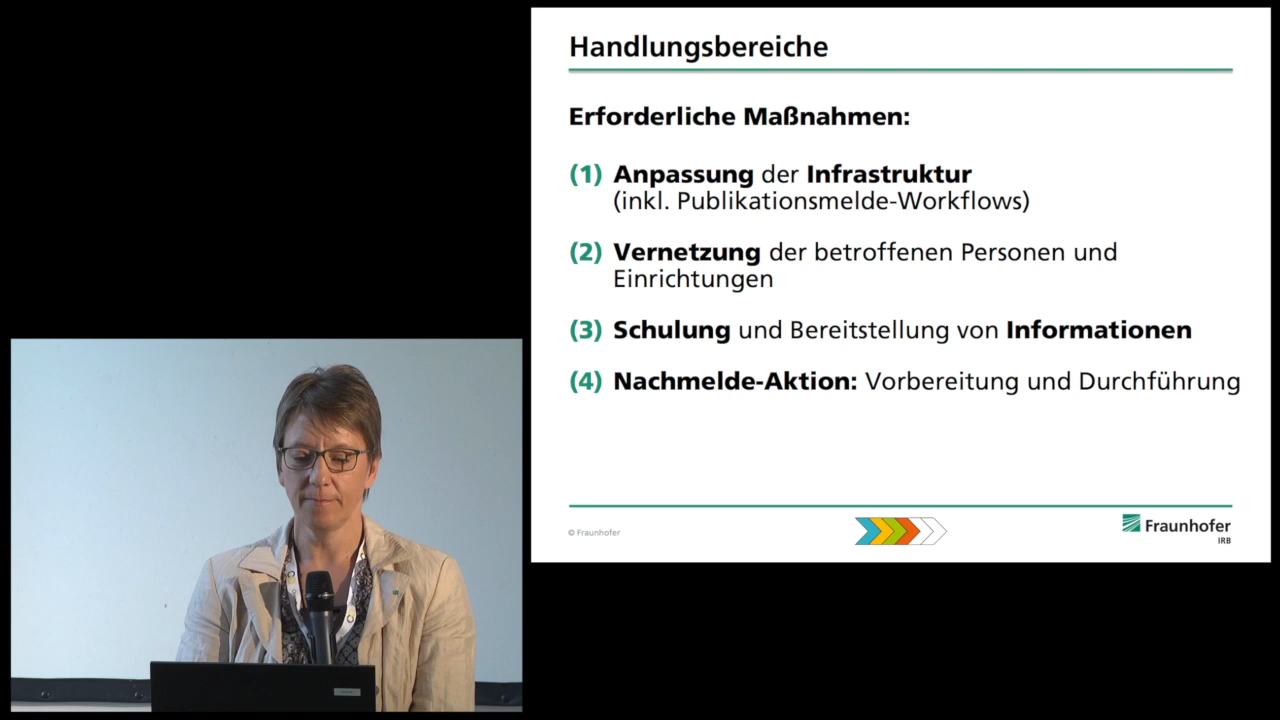 Handlungsbereiche
Erforderliche Maßnahmen:
(1) Anpassung der Infrastruktur
(inkl. Publikationsmelde-Workflows)
(2) Vernetzung der betroffenen Personen und
Einrichtungen
(3) Schulung und Bereitstellung von Informationen
(4) Nachmelde-Aktion: Vorbereitung und Durchführung
© Fraunhofer
Fraunhofer
IRB